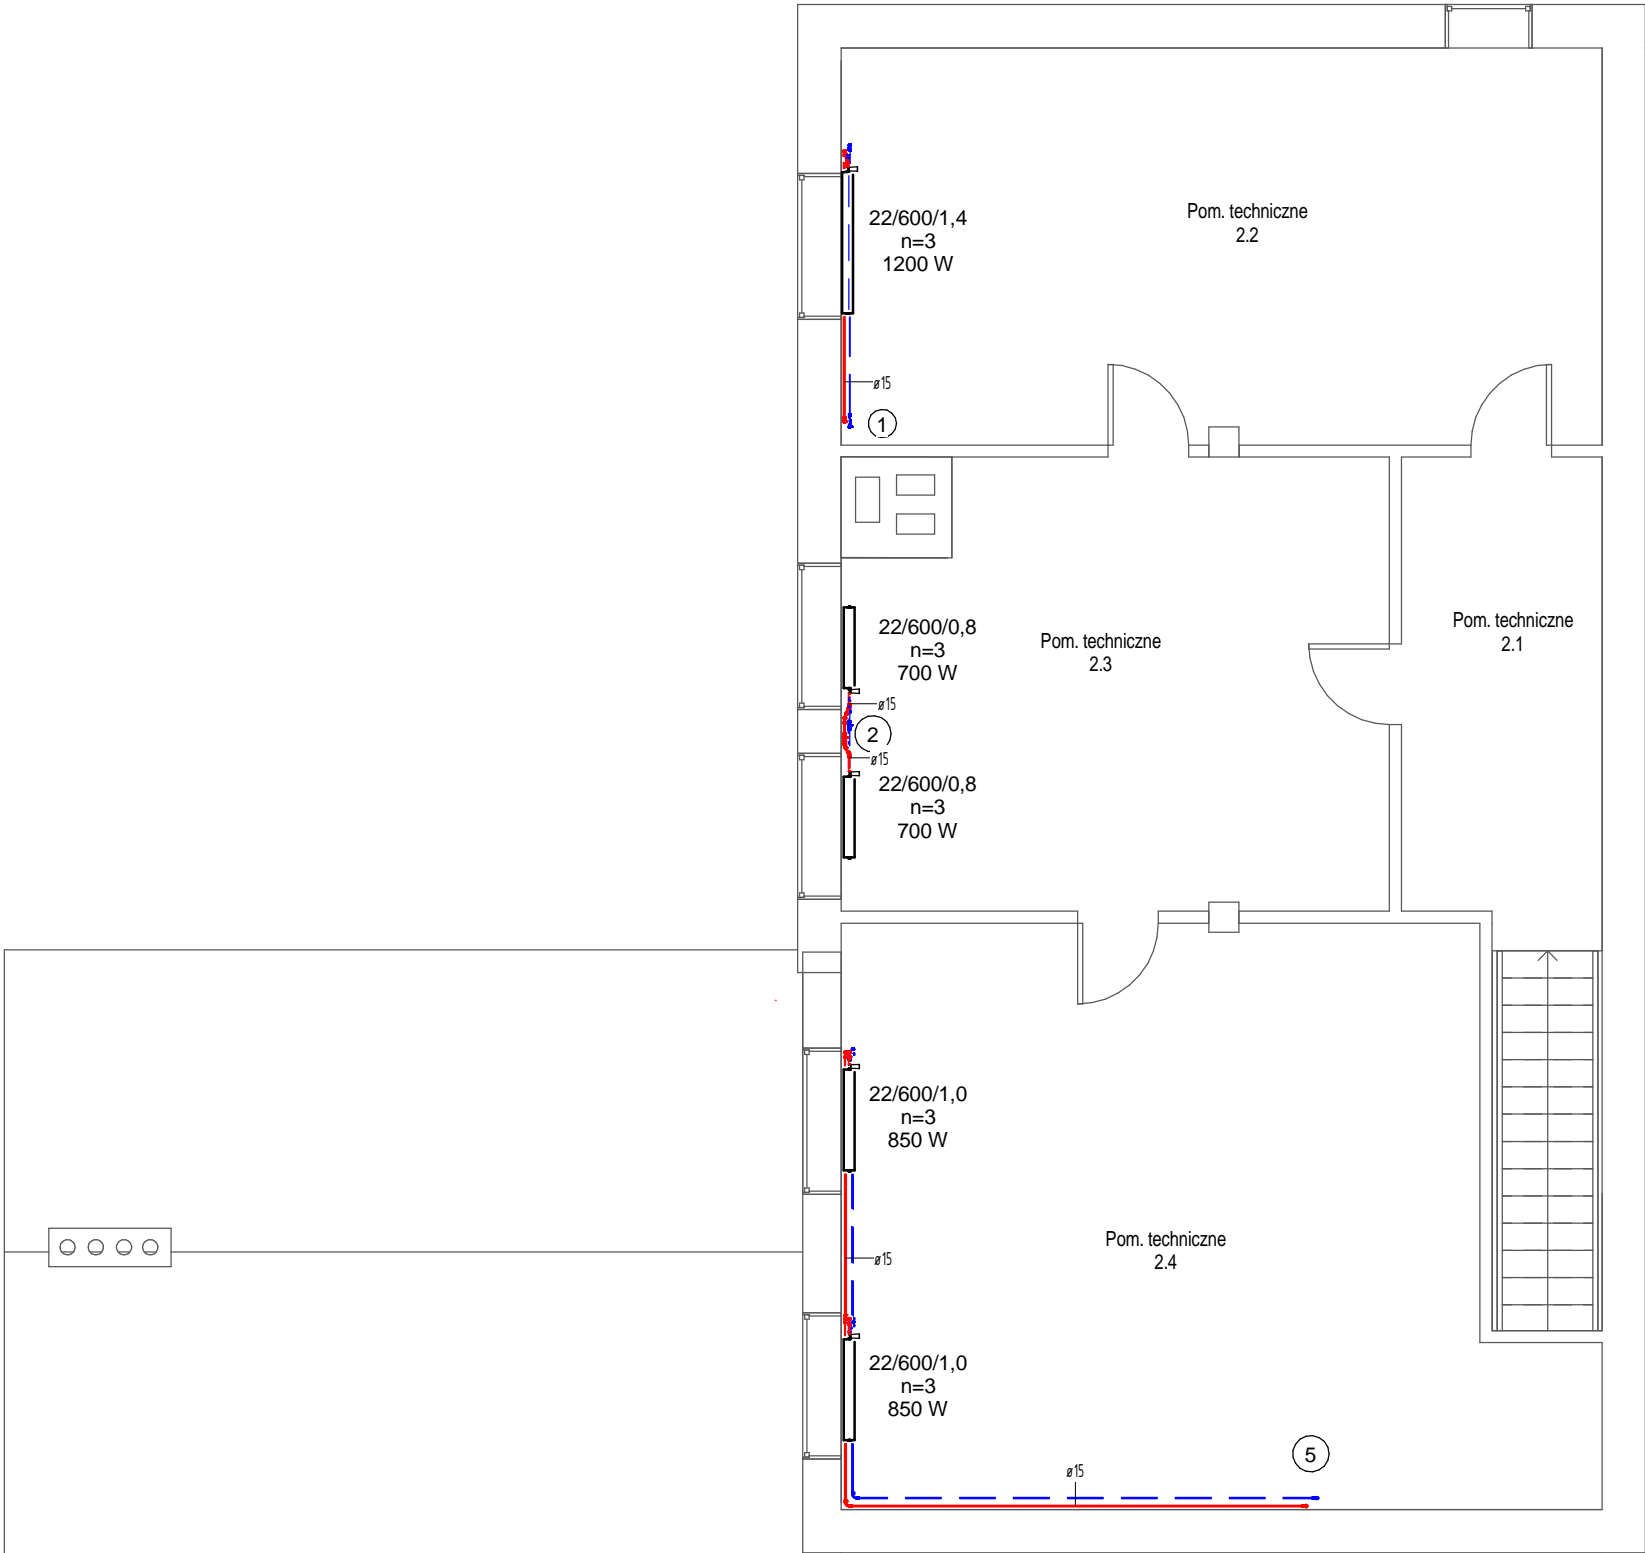 Pom. techniczne
2.2
22/600/1,4
n=3
1200 W
ø15
1
22/600/0,8
n=3
700 W
Pom. techniczne
2.3
Pom. techniczne
2.1
ø15
2
ø15
22/600/0,8
n=3
700 W
22/600/1,0
n=3
850 W
Pom. techniczne
2.4
ø15
22/600/1,0
n=3
850 W
5
ø15